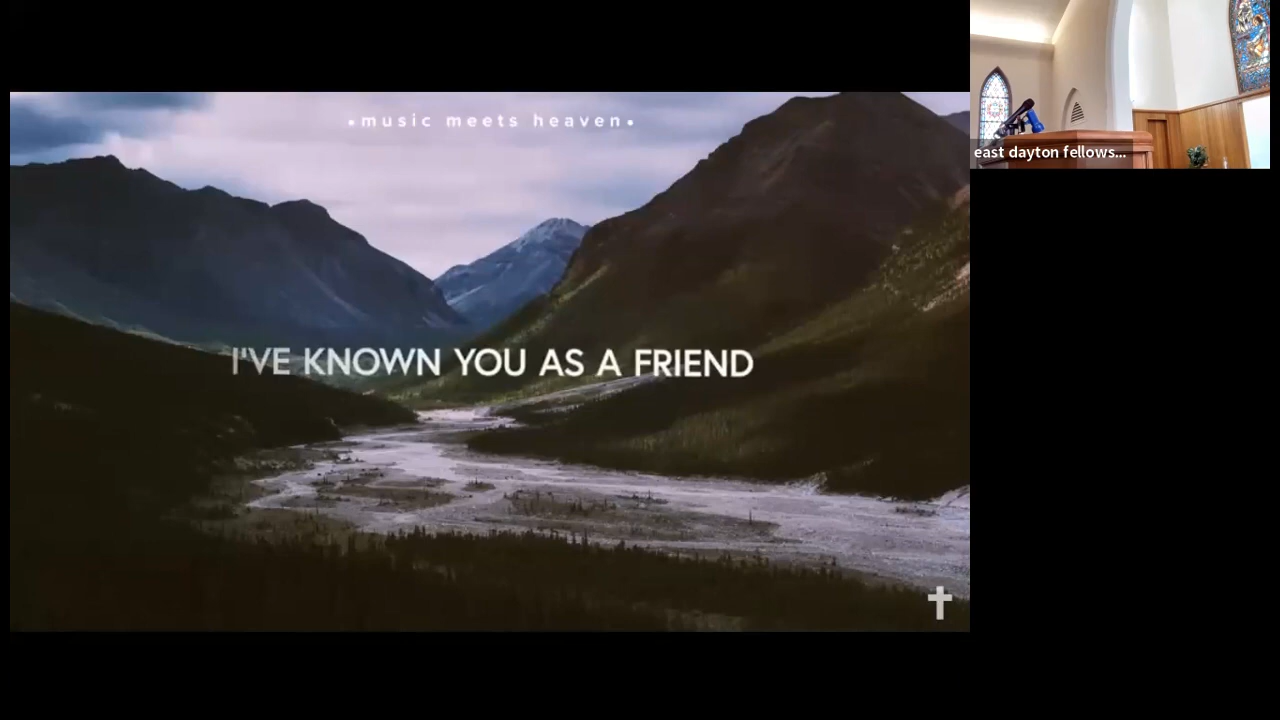 •music meets heaven•
east dayton fellows...
I'VE KNOWN YOU AS A FRIEND